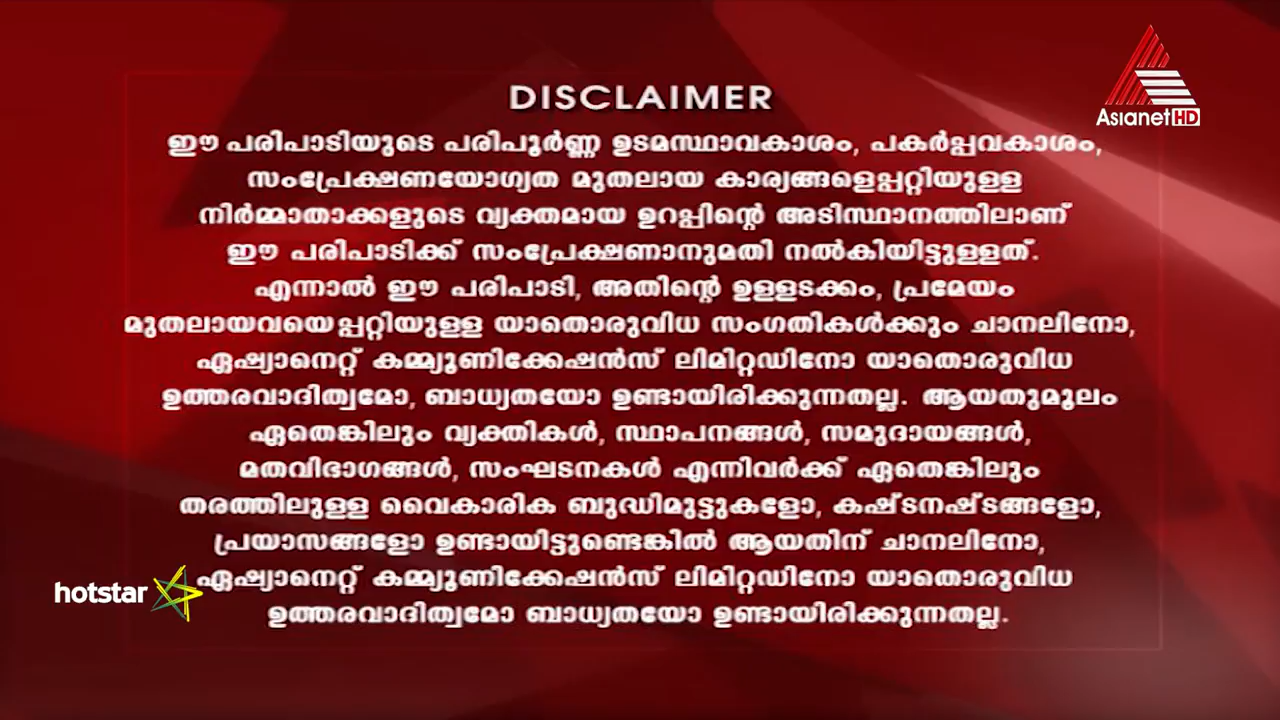 DISCLAIMER
Asianet HD
ഈ പരിപാടിയുടെ പരിപൂർണ്ണ ഉടമസ്ഥാവകാശം, പകർപ്പവകാശം,
സംപ്രേക്ഷണയോഗ്യത മുതലായ കാര്യങ്ങളെപ്പറ്റിയുള്ള
നിർമ്മാതാക്കളുടെ വ്യക്തമായ ഉറപ്പിന്റെ അടിസ്ഥാനത്തിലാണ്
ഈ പരിപാടിക്ക് സംപ്രേക്ഷണാനുമതി നൽകിയിട്ടുള്ളത്.
എന്നാൽ ഈ പരിപാടി, അതിന്റെ ഉള്ളടക്കം, പ്രമേയം
മുതലായവയെപ്പറ്റിയുള്ള യാതൊരുവിധ സംഗതികൾക്കും ചാനലിനോ,
ഏഷ്യാനെറ്റ് കമ്മ്യൂണിക്കേഷൻസ് ലിമിറ്റഡിനോ യാതൊരുവിധ
ഉത്തരവാദിത്വമോ, ബാധ്യതയോ ഉണ്ടായിരിക്കുന്നതല്ല. ആയതുമൂലം
ഏതെങ്കിലും വ്യക്തികൾ, സ്ഥാപനങ്ങൾ, സമുദായങ്ങൾ,
മതവിഭാഗങ്ങൾ, സംഘടനകൾ എന്നിവർക്ക് ഏതെങ്കിലും
തരത്തിലുള്ള വൈകാരിക ബുദ്ധിമുട്ടുകളോ, കഷ്ടനഷ്ടങ്ങളോ,
പ്രയാസങ്ങളോ ഉണ്ടായിട്ടുണ്ടെങ്കിൽ ആയതിന് ചാനലിനോ,
hotstar
ഏഷ്യാനെറ്റ് കമ്മ്യൂണിക്കേഷൻസ് ലിമിറ്റഡിനോ യാതൊരുവിധ
ഉത്തരവാദിത്വമോ ബാധ്യതയോ ഉണ്ടായിരിക്കുന്നതല്ല.